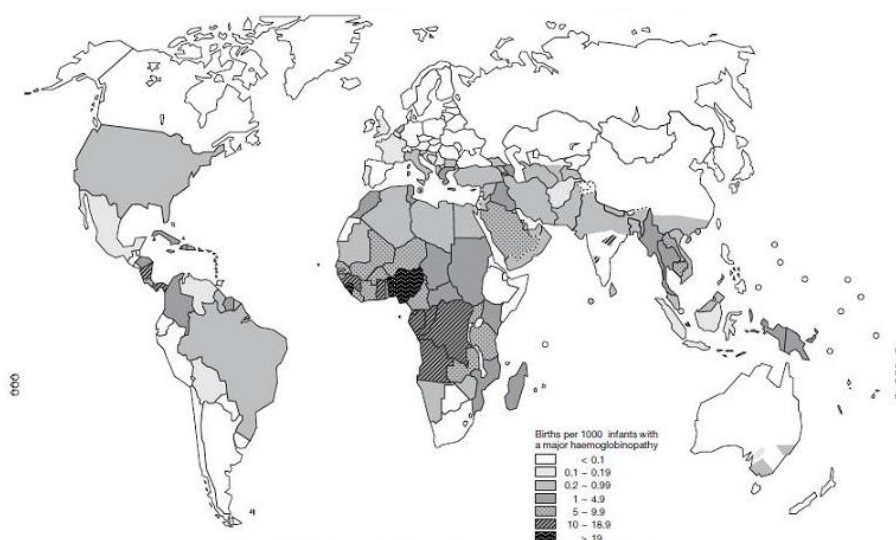 Births per 1000 infants with
a major haemoglobinopathy
< 0.1
0.1 – 0.19
0.2 – 0.99
1 – 4.9
5 – 9.9
10 – 18.9
> 19